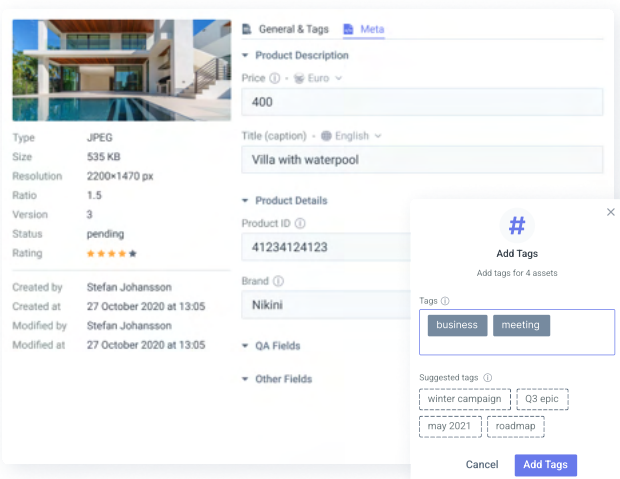 General & Tags
Meta
Product Description
Price
Euro
400
Title (caption) - English
Villa with waterpool
Type JPEG
Size 535 KB
Resolution 2200×1470 px
Ratio 1.5
Version 3
Status pending
Rating
Created by Stefan Johansson
Created at 27 October 2020 at 13:05
Modified by Stefan Johansson
Modified at 27 October 2020 at 13:05
Product Details
Product ID
41234124123
Brand
Nikini
QA Fields
Other Fields
#
Add Tags
Add tags for 4 assets
Tags
business meeting
Suggested tags
winter campaign Q3 epic
may 2021 roadmap
Cancel Add Tags